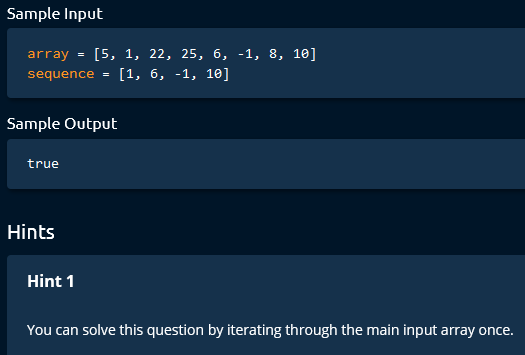 Sample Input
array = [5, 1, 22, 25, 6, -1, 8, 10]
sequence = [1, 6, -1, 10]
Sample Output
true
Hints
Hint 1
You can solve this question by iterating through the main input array once.